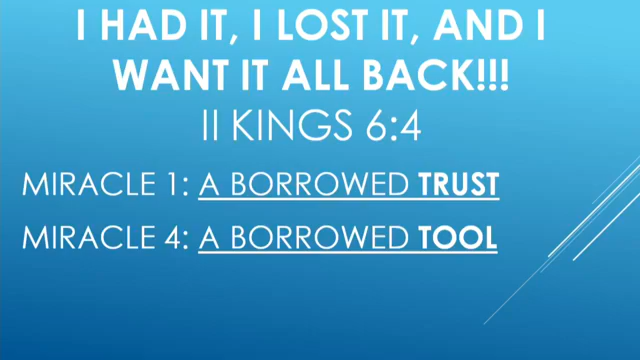 I HAD IT, I LOST IT, AND I
WANT IT ALL BACK!!!
II KINGS 6:4
MIRACLE 1: A BORROWED TRUST
MIRACLE 4: A BORROWED TOOL